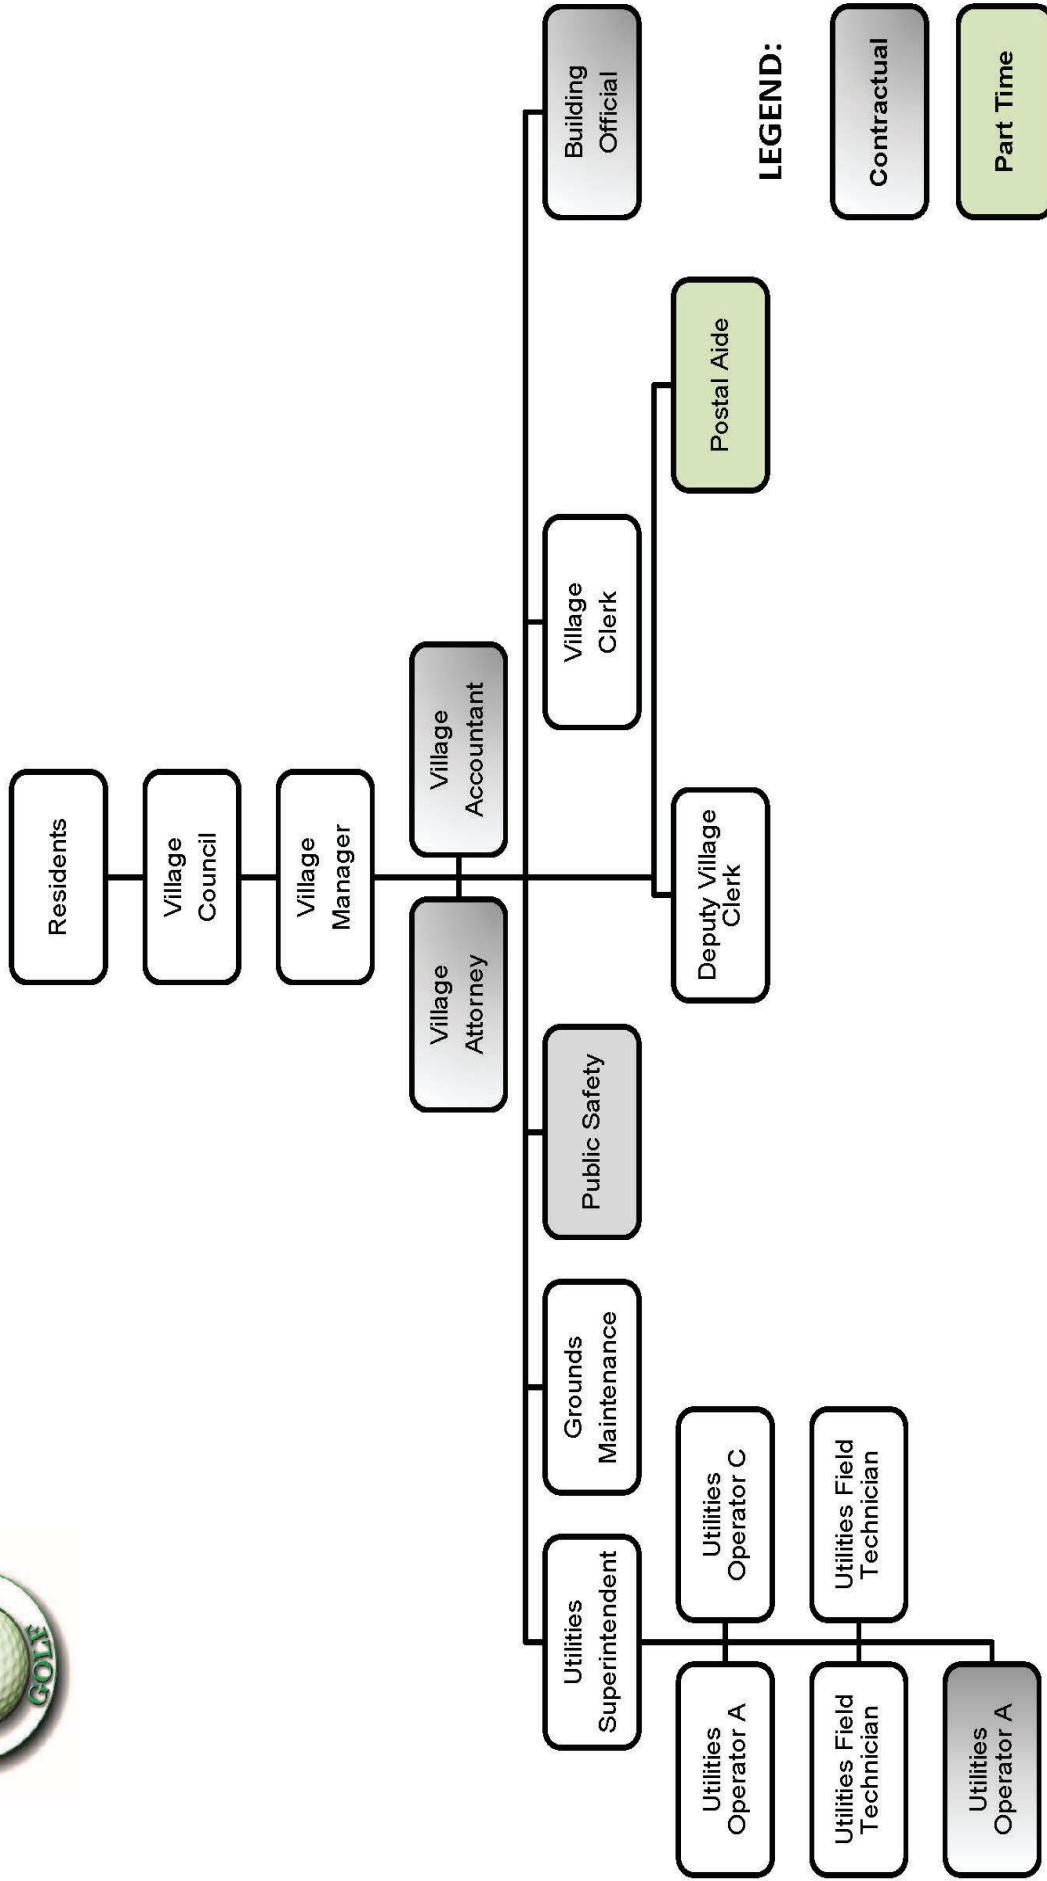 GOLF
Residents
Village
Council
Village
Manager
Village
Attorney
Village
Accountant
Utilities
Superintendent
Grounds
Maintenance
Public Safety
Village
Clerk
Building
Official
Utilities
Operator A
Utilities
Operator C
Deputy Village
Clerk
Postal Aide
Utilities Field
Technician
Utilities Field
Technician
Utilities
Operator A
LEGEND:
Contractual
Part Time